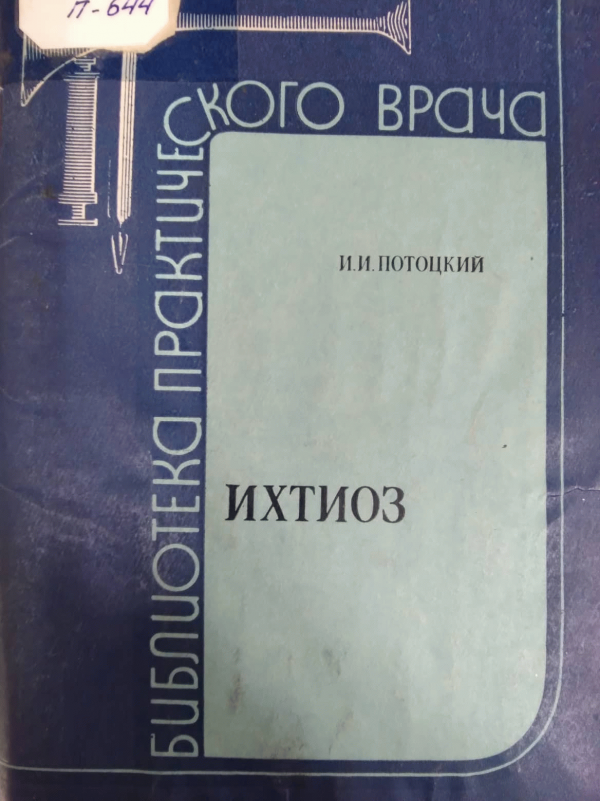 П-644
БИБЛИОТЕКА ПРАКТИЧЕСКОГО ВРАЧА
И.И.ПОТОЦКИЙ
ИХТИОЗ